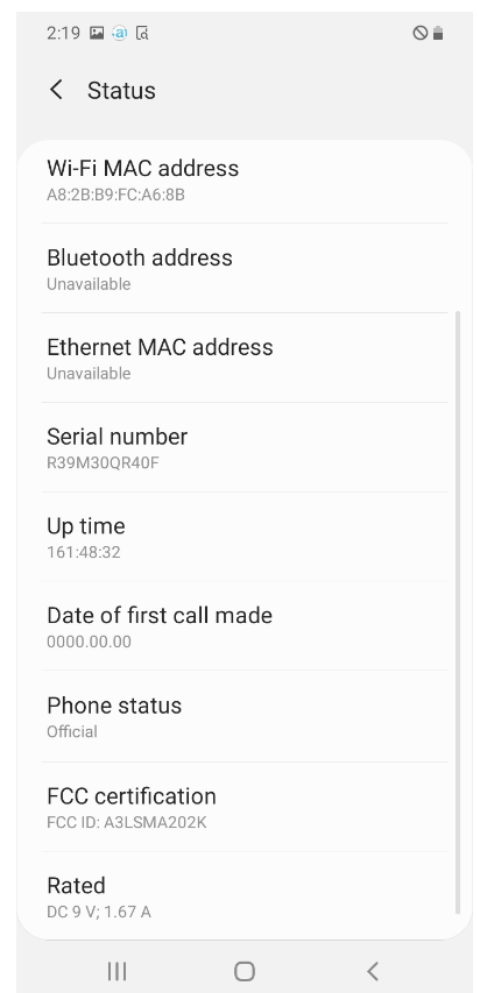 2:19
Status
Wi-Fi MAC address
A8:2B:B9:FC:A6:8B
Bluetooth address
Unavailable
Ethernet MAC address
Unavailable
Serial number
R39M30QR40F
Up time
161:48:32
Date of first call made
0000.00.00
Phone status
Official
FCC certification
FCC ID: A3LSMA202K
Rated
DC 9 V; 1.67 A